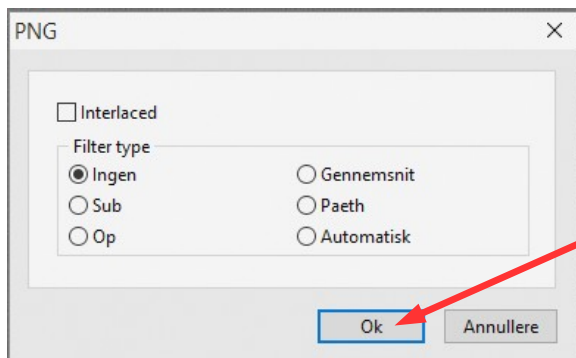 PNG
Interlaced
Filter type
Ingen
Gennemsnit
Sub
Paeth
Op
Automatisk
Ok
Annullere